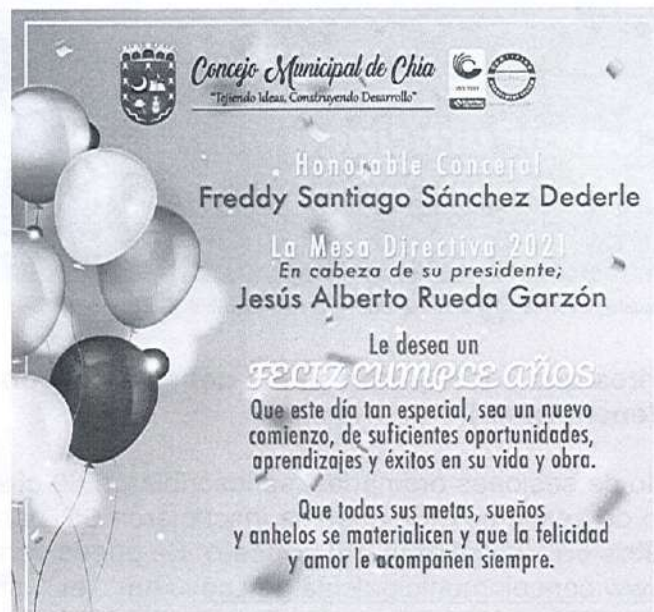 Concejo Municipal de Chía
"Tejiendo Ideas, Construyendo Desarrollo"
Honorable Concejal
Freddy Santiago Sánchez Dederle
La Mesa Directiva 2021
En cabeza de su presidente;
Jesús Alberto Rueda Garzón
Le desea un
FELIZ CUMPLE AÑOS
Que este día tan especial, sea un nuevo
comienzo, de suficientes oportunidades,
aprendizajes y éxitos en su vida y obra.
Que todas sus metas, sueños
y anhelos se materialicen y que la felicidad
y amor le acompañen siempre.